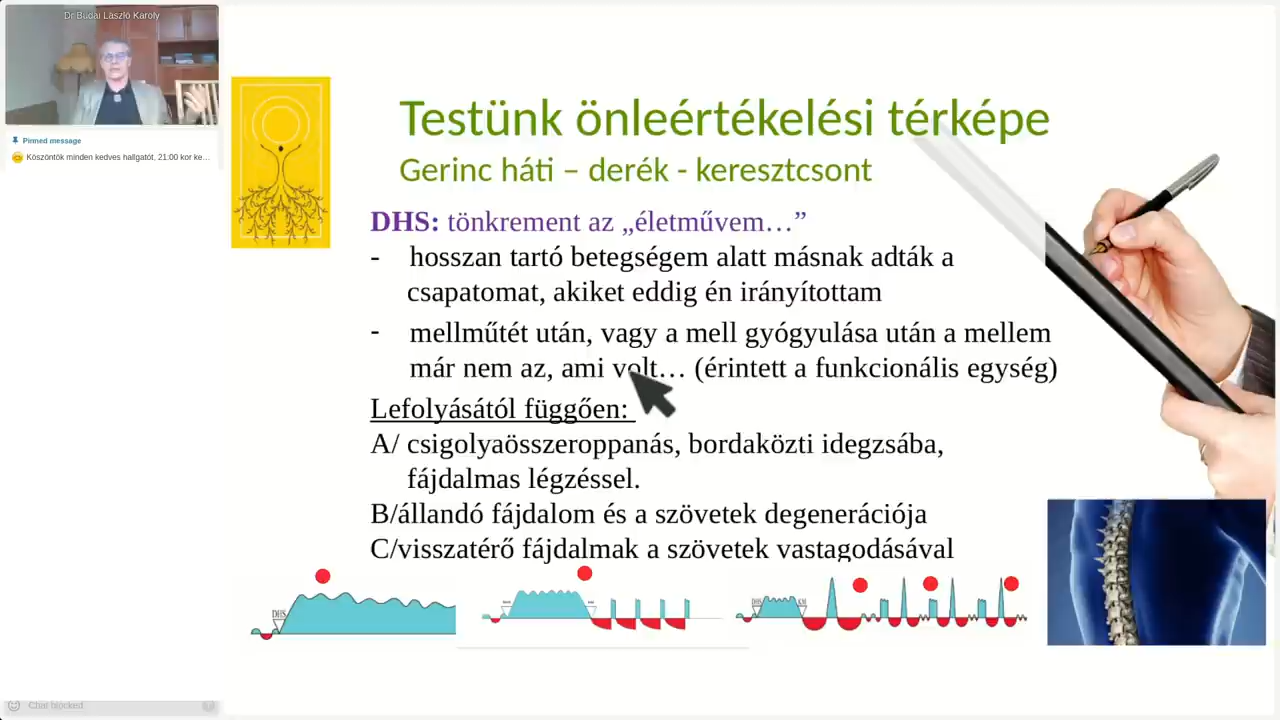 Dr Budai László Károly
Pinned message
Köszöntök minden kedves hallgatót, 21:00 kor ke...
Testünk önleértékelési térképe
Gerinc háti – derék - keresztcsont
DHS: tönkrement az „életművem…”
- hosszan tartó betegségem alatt másnak adták a
csapatomat, akiket eddig én irányítottam
- mellműtét után, vagy a mell gyógyulása után a mellem
már nem az, ami volt… (érintett a funkcionális egység)
Lefolyásától függően:
A/ csigolyaösszeroppanás, bordaközti idegzsába,
fájdalmas légzéssel.
B/állandó fájdalom és a szövetek degenerációja
C/visszatérő fájdalmak a szövetek vastagodásával
DHS
Chat blocked